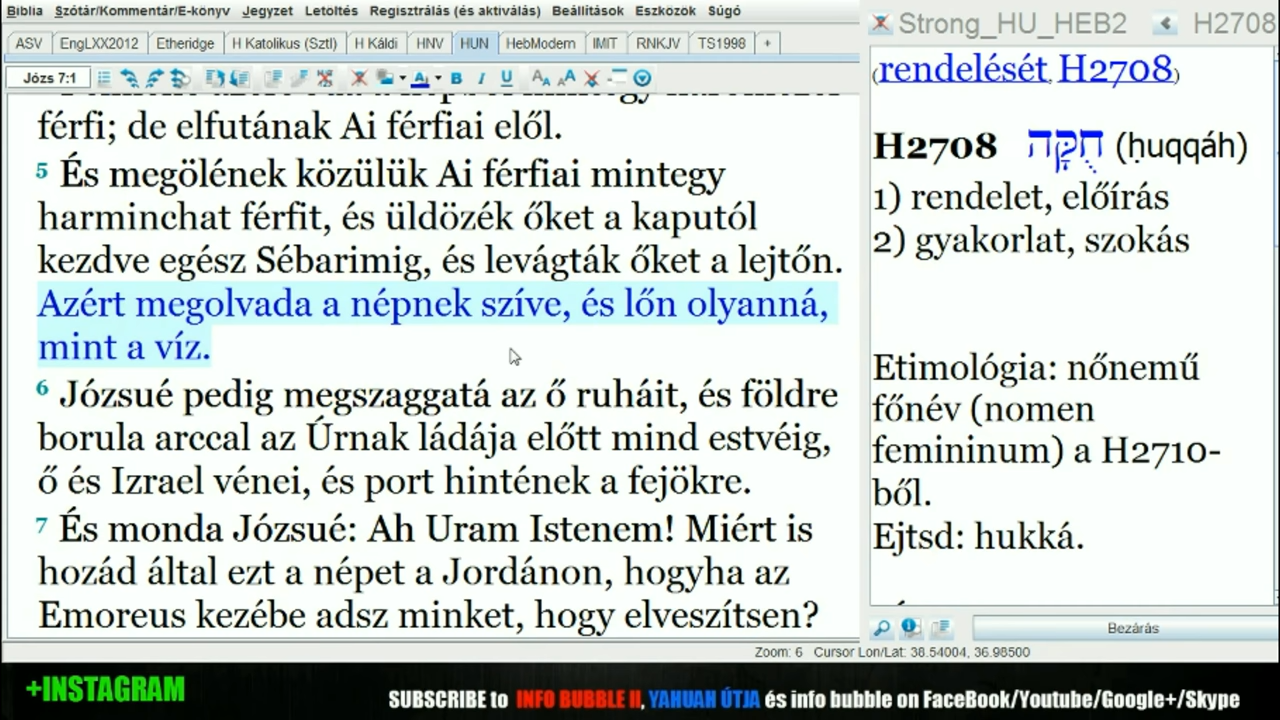 Biblia Szótár/Kommentár/E-könyv Jegyzet Letöltés Regisztrálás (és aktiválás) Beállítások Eszközök Súgó
ASV EngLXX2012 Etheridge H Katolikus (Sztl) H Káldi HNV HUN HebModern IMIT RNKJV TS1998 +
Józs 7:1
férfi; de elfutának Ai férfiai elől.
5 És megölének közülük Ai férfiai mintegy
harminchat férfit, és üldözék őket a kaputól
kezdve egész Sébarimig, és levágták őket a lejtőn.
Azért megolvada a népnek szíve, és lőn olyanná,
mint a víz.
6 Józsué pedig megszaggatá az ő ruháit, és földre
borula arccal az Úrnak ládája előtt mind estvéig,
ő és Izrael vénei, és port hintének a fejökre.
7 És monda Józsué: Ah Uram Istenem! Miért is
hozád által ezt a népet a Jordánon, hogyha az
Emoreus kezébe adsz minket, hogy elveszítsen?
Strong_HU_HEB2 H2708
(rendelését, H2708)
H2708 חֻקָּה (ḥuqqáh)
1) rendelet, előírás
2) gyakorlat, szokás
Etimológia: nőnemű
főnév (nomen
femininum) a H2710-
ből.
Ejtsd: hukká.
Bezárás
Zoom: 6 Cursor Lon/Lat: 38.54004, 36.98500
+INSTAGRAM
SUBSCRIBE to INFO BUBBLE II, YAHUAH ÚTJA és info bubble on FaceBook/Youtube/Google+/Skype